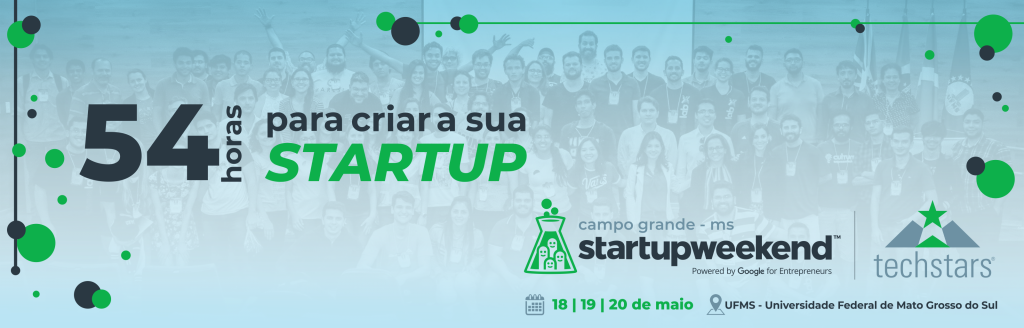 54 horas
para criar a sua
STARTUP
campo grande - ms
startupweekend™
Powered by Google for Entrepreneurs
techstars®
18 | 19 | 20 de maio
UFMS - Universidade Federal de Mato Grosso do Sul